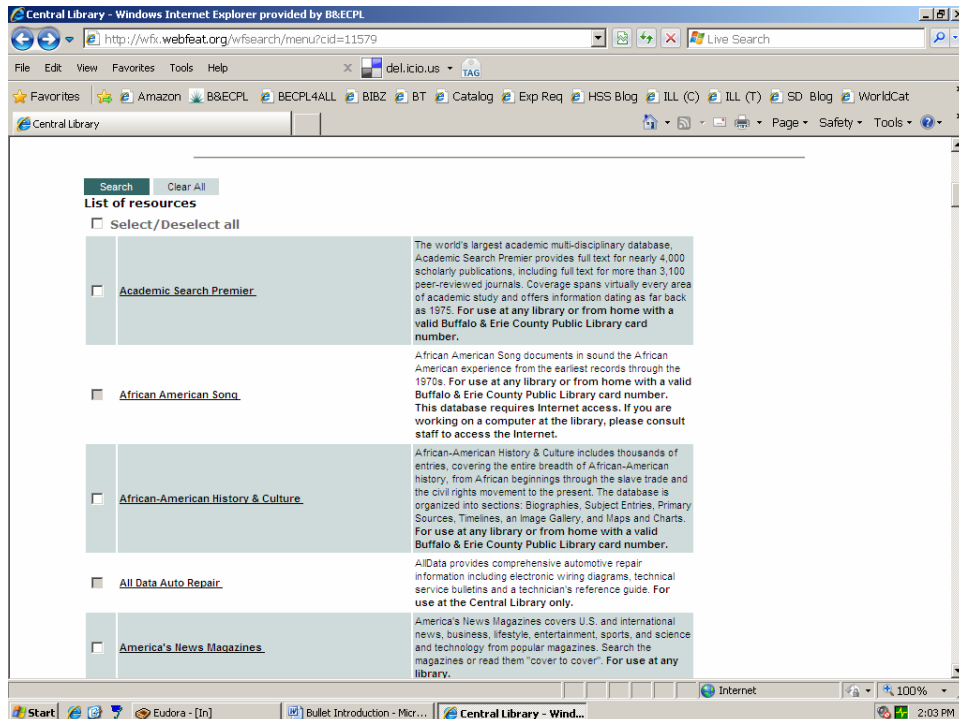 Central Library - Windows Internet Explorer provided by B&ECPL
http://wfx.webfeat.org/wfsearch/menu?cid=11579
Live Search
File Edit View Favorites Tools Help
x del.icio.us TAG
Favorites Amazon B&ECPL BECPL4ALL BIBZ BT Catalog Exp Req HSS Blog ILL (C) ILL (T) SD Blog WorldCat
Central Library
Page Safety Tools
Search Clear All
List of resources
Select/Deselect all
Academic Search Premier
The world's largest academic multi-disciplinary database,
Academic Search Premier provides full text for nearly 4,000
scholarly publications, including full text for more than 3,100
peer-reviewed journals. Coverage spans virtually every area
of academic study and offers information dating as far back
as 1975. For use at any library or from home with a
valid Buffalo & Erie County Public Library card
number.
African American Song
African American Song documents in sound the African
American experience from the earliest records through the
1970s. For use at any library or from home with a valid
Buffalo & Erie County Public Library card number.
This database requires Internet access. If you are
working on a computer at the library, please consult
staff to access the Internet.
African-American History & Culture
African-American History & Culture includes thousands of
entries, covering the entire breadth of African-American
history, from African beginnings through the slave trade and
the civil rights movement to the present. The database is
organized into sections: Biographies, Subject Entries, Primary
Sources, Timelines, an Image Gallery, and Maps and Charts.
For use at any library or from home with a valid
Buffalo & Erie County Public Library card number.
All Data Auto Repair
AllData provides comprehensive automotive repair
information including electronic wiring diagrams, technical
service bulletins and a technician's reference guide. For
use at the Central Library only.
America's News Magazines
America's News Magazines covers U.S. and international
news, business, lifestyle, entertainment, sports, and science
and technology from popular magazines. Search the
magazines or read them "cover to cover". For use at any
library.
Internet 100%
Start Eudora - [In] Bullet Introduction - Micr... Central Library - Wind... 2:03 PM